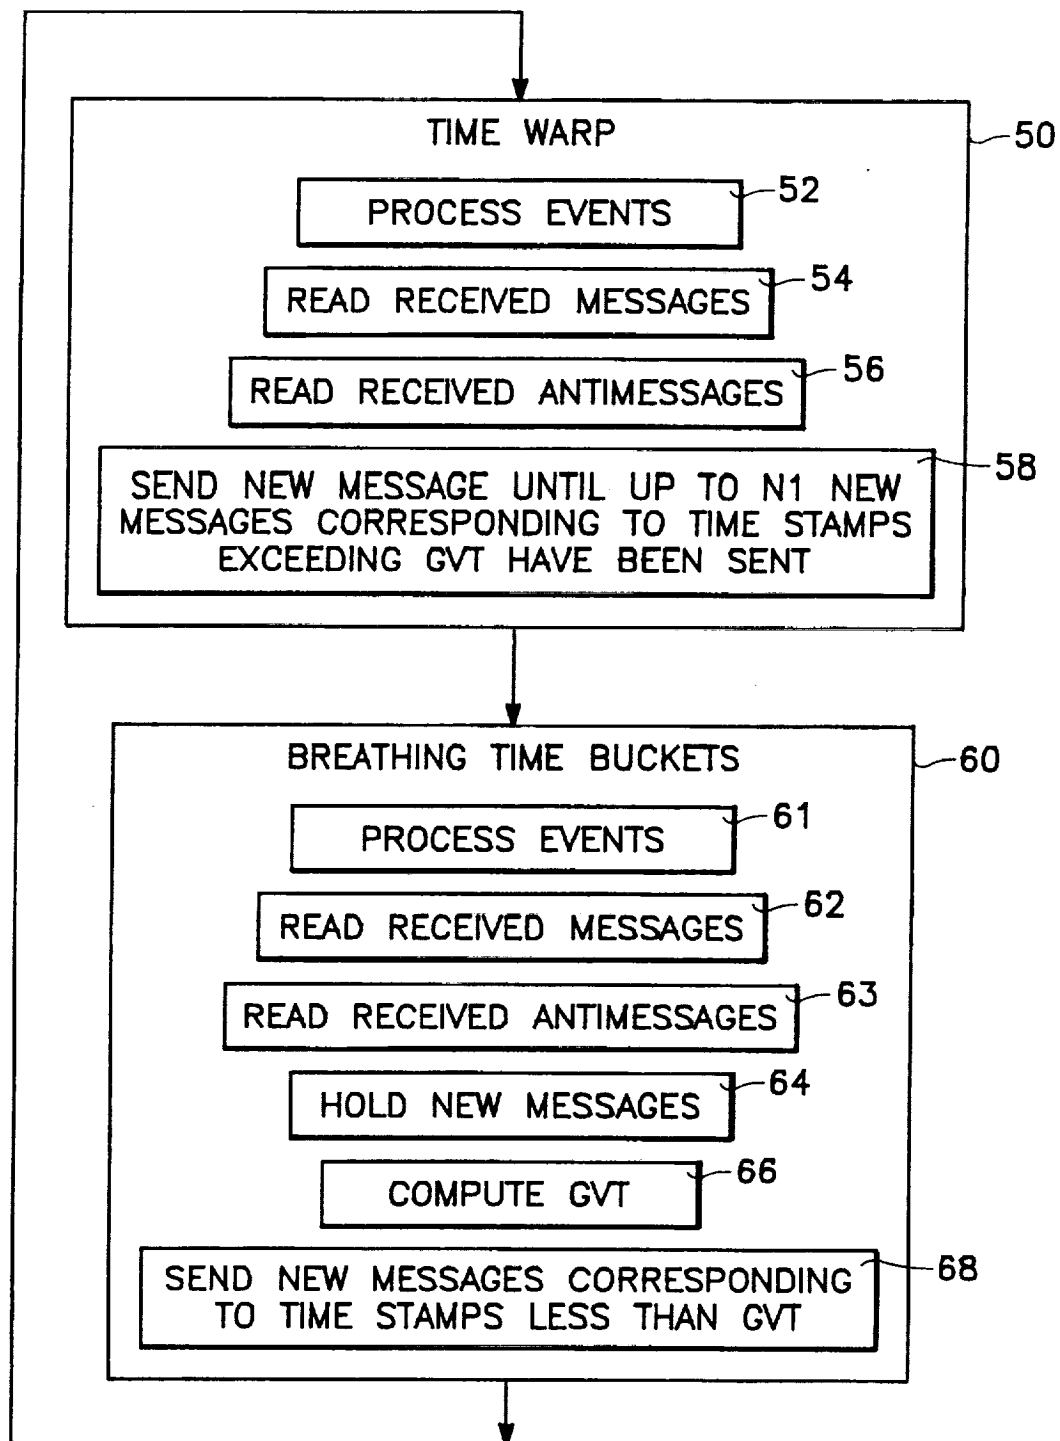 TIME WARP
50
PROCESS EVENTS
52
READ RECEIVED MESSAGES
54
READ RECEIVED ANTIMESSAGES
56
SEND NEW MESSAGE UNTIL UP TO N1 NEW
MESSAGES CORRESPONDING TO TIME STAMPS
EXCEEDING GVT HAVE BEEN SENT
58
BREATHING TIME BUCKETS
60
PROCESS EVENTS
61
READ RECEIVED MESSAGES
62
READ RECEIVED ANTIMESSAGES
63
HOLD NEW MESSAGES
64
COMPUTE GVT
66
SEND NEW MESSAGES CORRESPONDING
TO TIME STAMPS LESS THAN GVT
68